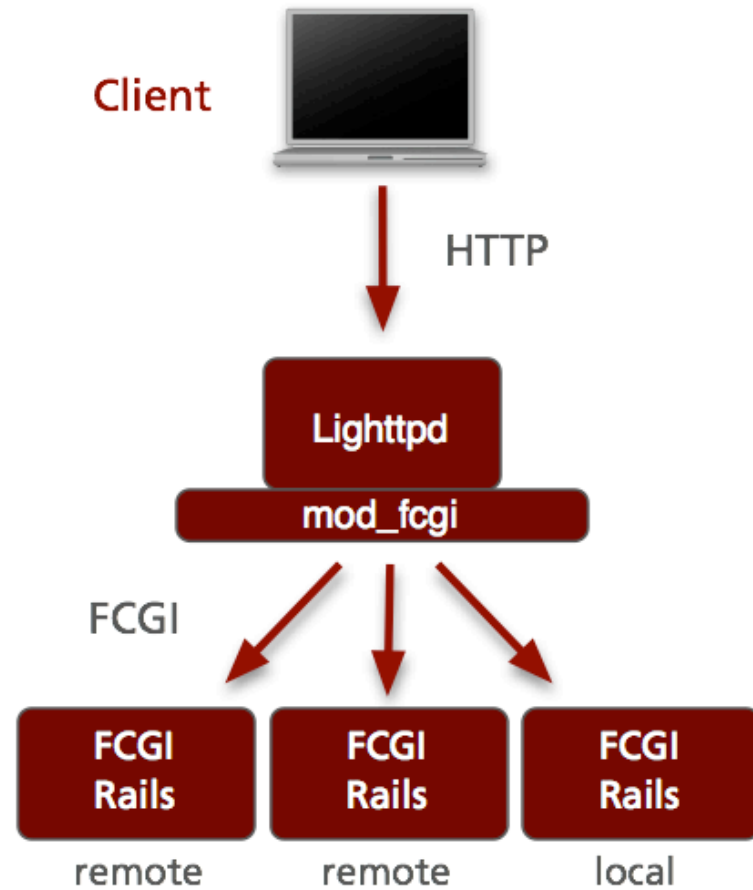 Client
HTTP
Lighttpd
mod_fcgi
FCGI
FCGI
Rails
FCGI
Rails
FCGI
Rails
remote
remote
local